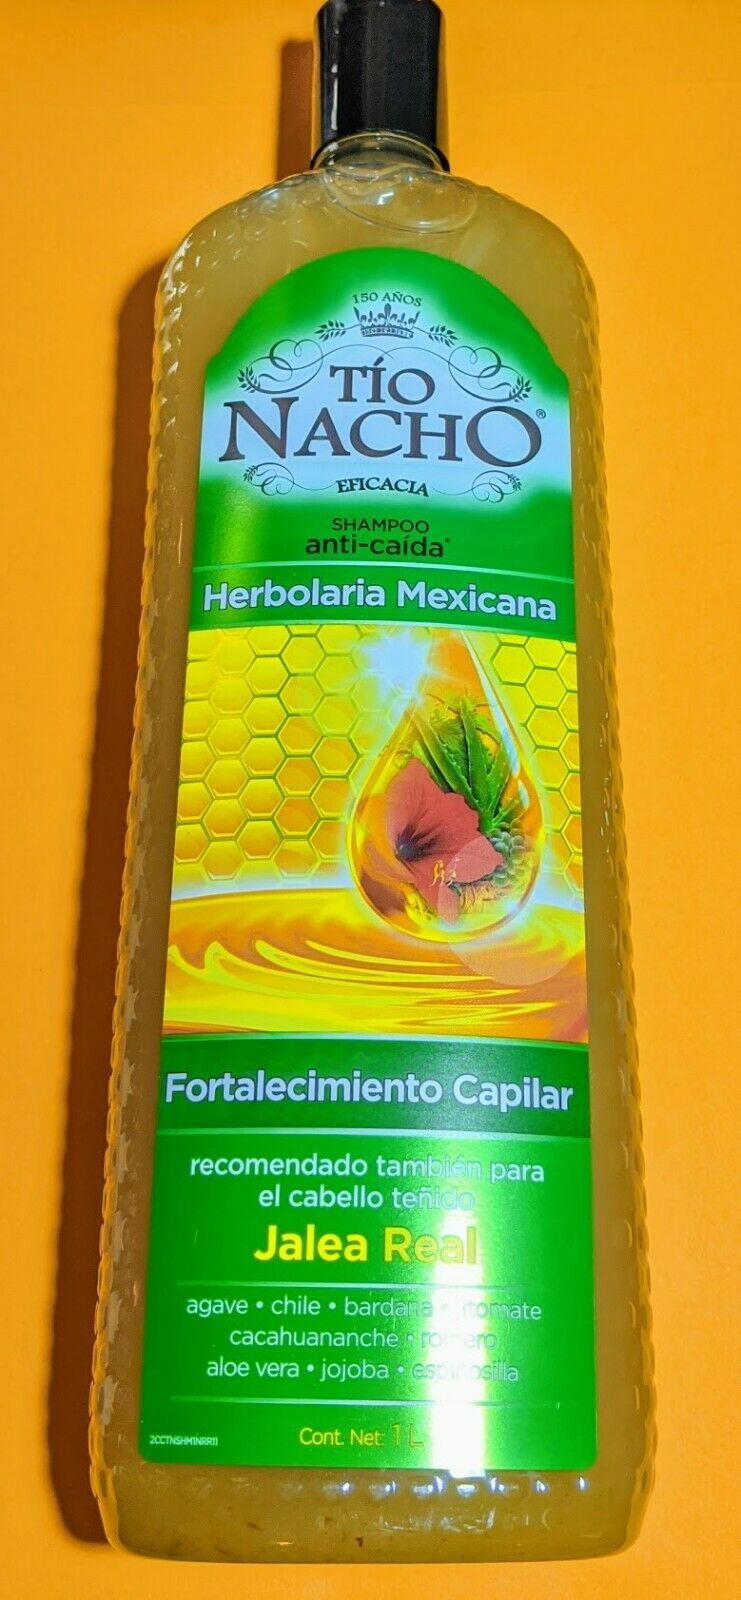 150 AÑOS
TÍO
NACHO®
EFICACIA
SHAMPOO
anti-caída*
Herbolaria Mexicana
Fortalecimiento Capilar
recomendado también para
el cabello teñido
Jalea Real
agave • chile • bardana • jitomate
cacahuananche • romero
aloe vera • jojoba • espinosilla
2CCTNSHM1NRR11
Cont. Net. 1 L